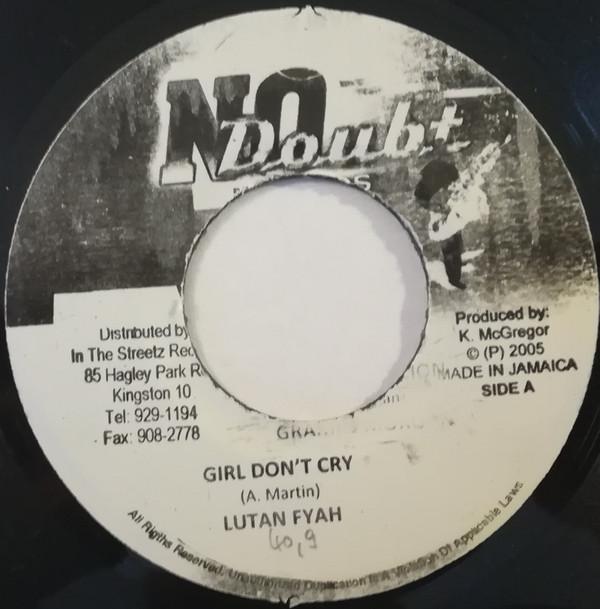 NO
Doubt
Distributed by
In The Streetz Rec
85 Hagley Park R
Kingston 10
Tel: 929-1194
Fax: 908-2778
Produced by:
K. McGregor
© (P) 2005
MADE IN JAMAICA
SIDE A
GIRL DON'T CRY
(A. Martin)
LUTAN FYAH
40,9
All Rigths Reserved. Unauthorized Duplication Is A Violation Of Applicable Laws